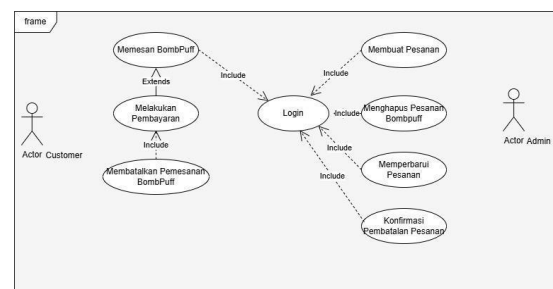 frame
Memesan BombPuff
Membuat Pesanan
Include
Include
Extends
Melakukan
Pembayaran
Login
Include
Menghapus Pesanan
Bombpuff
Actor Customer
Actor Admin
Include
Include
Membatalkan Pemesanan
BombPuff
Memperbarui
Pesanan
Include
Konfirmasi
Pembatalan Pesanan